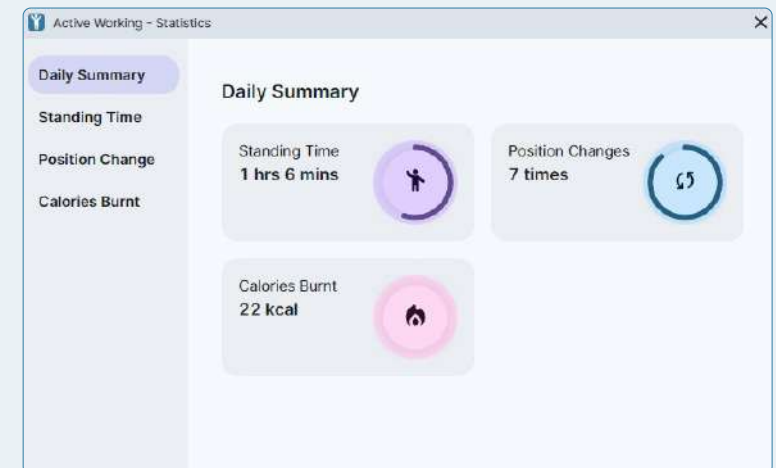 Active Working - Statistics
Daily Summary
Standing Time
Position Change
Calories Burnt
Daily Summary
Standing Time
1 hrs 6 mins
Position Changes
7 times
Calories Burnt
22 kcal